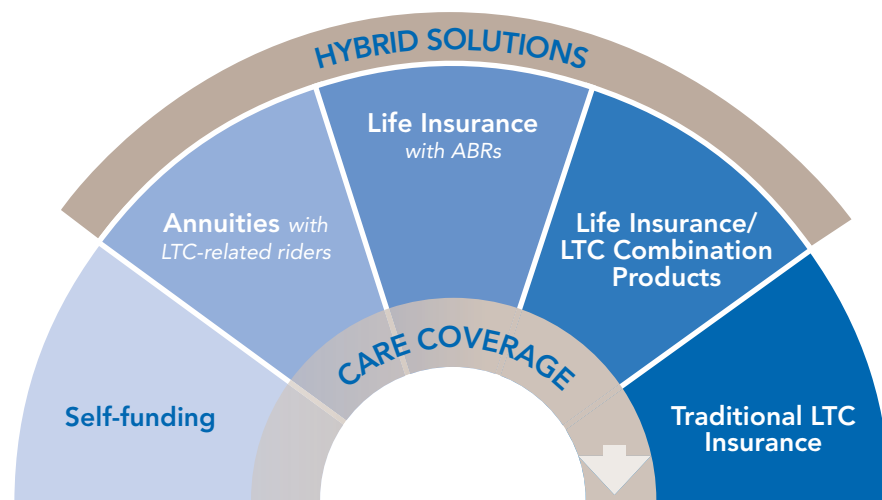 HYBRID SOLUTIONS
Life Insurance
with ABRs
Annuities with
LTC-related riders
Life Insurance/
LTC Combination
Products
CARE COVERAGE
Self-funding
Traditional LTC
Insurance